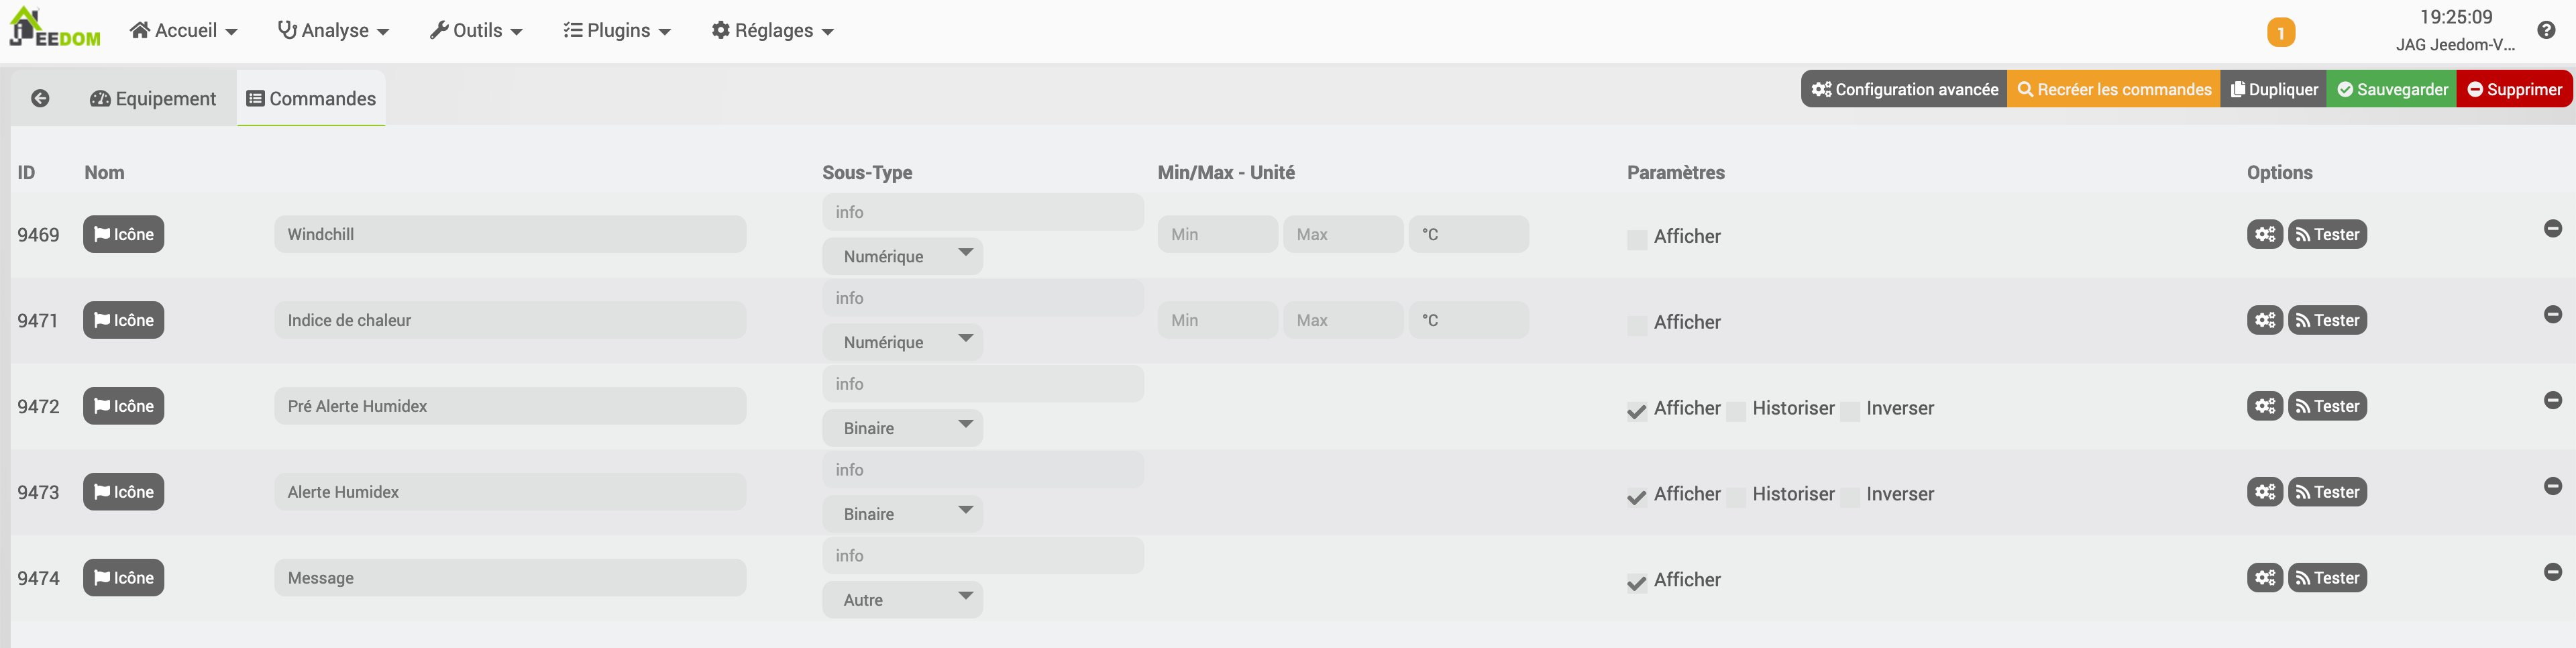 JEEDOM Accueil Analyse Outils Plugins Réglages 1 19:25:09
JAG Jeedom-V...
Equipement Commandes Configuration avancée Recréer les commandes Dupliquer Sauvegarder Supprimer
ID Nom Sous-Type Min/Max - Unité Paramètres Options
info
9469 Icône Windchill Min Max °C Afficher Tester
Numérique
info
9471 Icône Indice de chaleur Min Max °C Afficher Tester
Numérique
info
9472 Icône Pré Alerte Humidex Afficher Historiser Inverser Tester
Binaire
info
9473 Icône Alerte Humidex Afficher Historiser Inverser Tester
Binaire
info
9474 Icône Message Afficher Tester
Autre